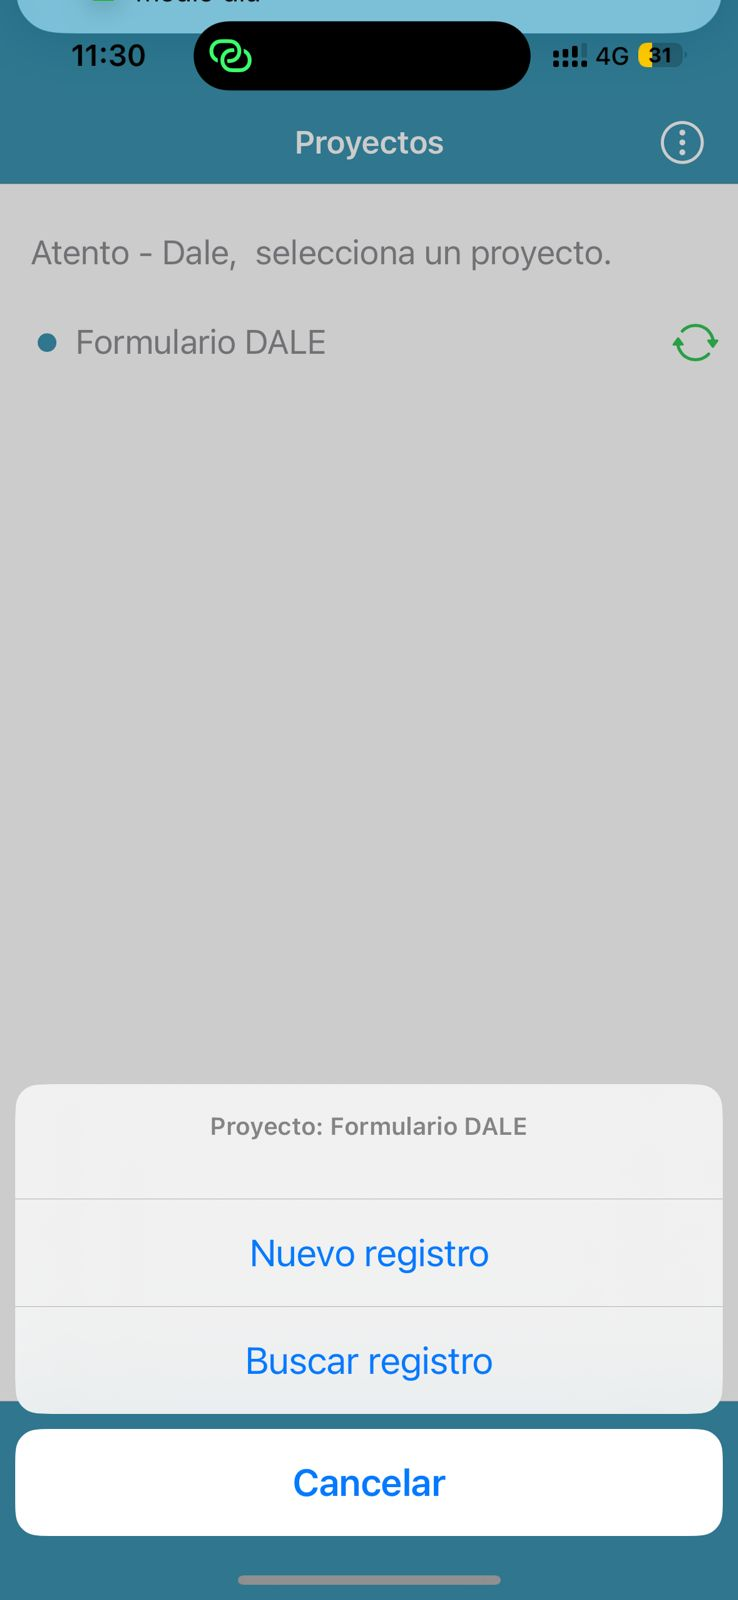 11:30
4G
31
Proyectos
Atento - Dale, selecciona un proyecto.
Formulario DALE
Proyecto: Formulario DALE
Nuevo registro
Buscar registro
Cancelar